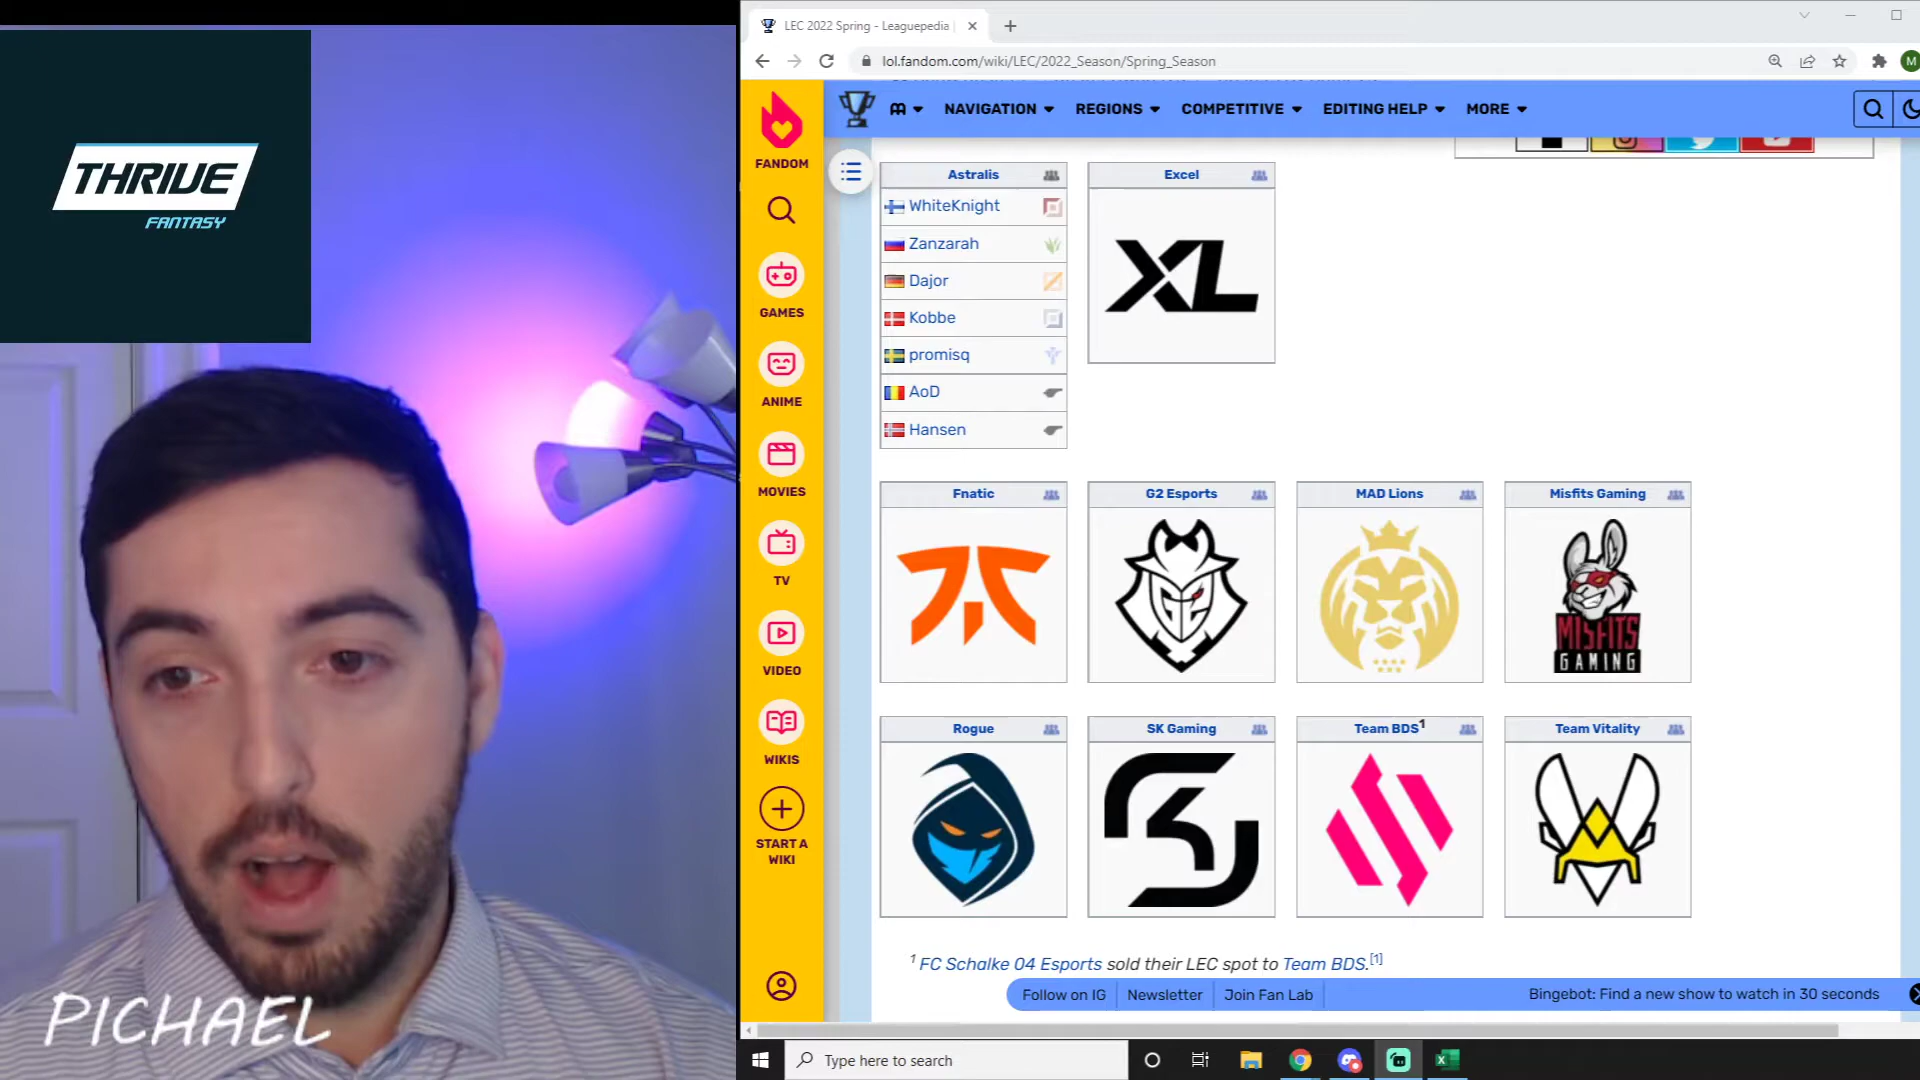 THRIVE
FANTASY
PICHAEL
LEC 2022 Spring - Leaguepedia
lol.fandom.com/wiki/LEC/2022_Season/Spring_Season
M
FANDOM
GAMES
ANIME
MOVIES
TV
VIDEO
WIKIS
START A
WIKI
NAVIGATION
REGIONS
COMPETITIVE
EDITING HELP
MORE
Astralis
WhiteKnight
Zanzarah
Dajor
Kobbe
promisq
AoD
Hansen
Excel
XL
Fnatic
G2 Esports
MAD Lions
Misfits Gaming
G2
MISFITS
GAMING
Rogue
SK Gaming
Team BDS¹
Team Vitality
¹ FC Schalke 04 Esports sold their LEC spot to Team BDS.[1]
Follow on IG
Newsletter
Join Fan Lab
Bingebot: Find a new show to watch in 30 seconds
Type here to search